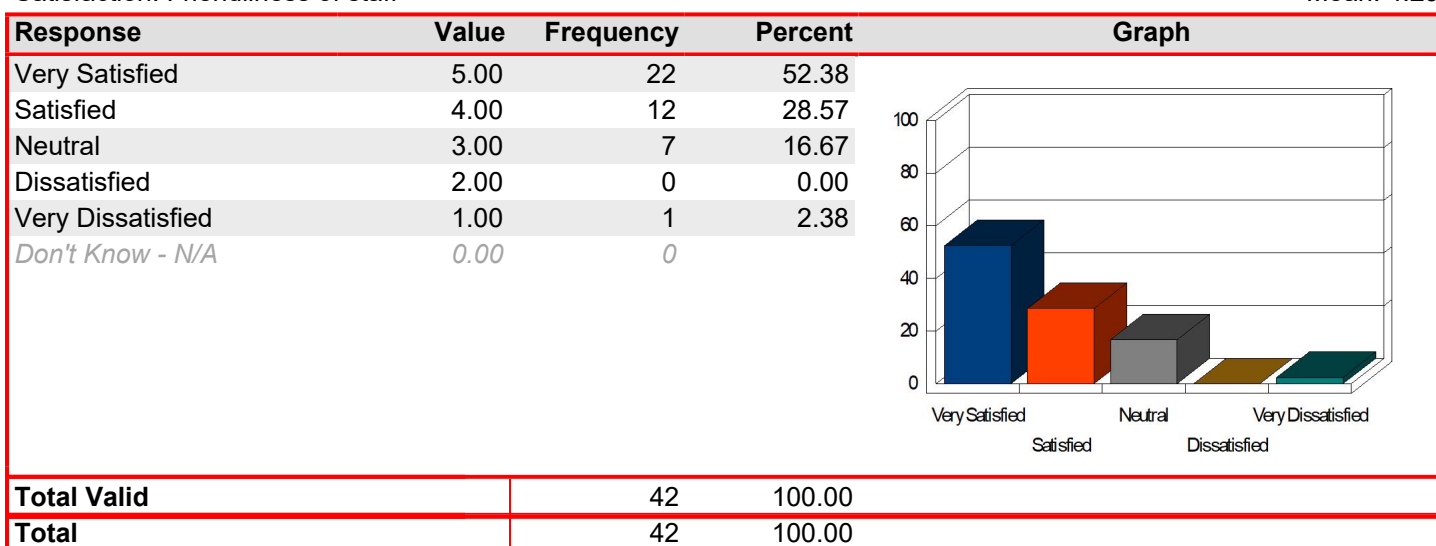 Response Value Frequency Percent Graph
Very Satisfied 5.00 22 52.38
Satisfied 4.00 12 28.57
Neutral 3.00 7 16.67
Dissatisfied 2.00 0 0.00
Very Dissatisfied 1.00 1 2.38
Don't Know - N/A 0.00 0
100
80
60
40
20
0
Very Satisfied Neutral Very Dissatisfied
Satisfied Dissatisfied
Total Valid 42 100.00
Total 42 100.00